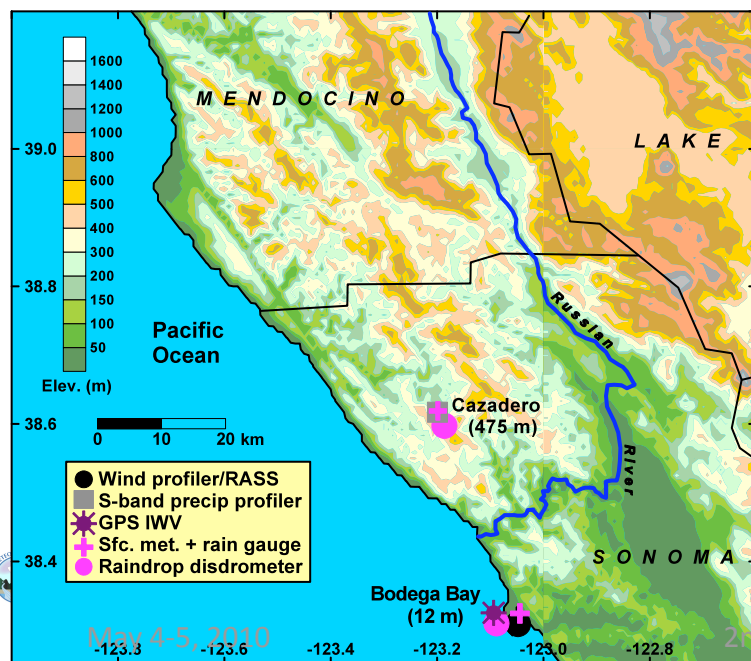 MENDOCINO
LAKE
1600
1400
1200
1000
800
600
500
400
300
200
150
100
50
Elev. (m)
39.0
38.8
38.6
38.4
Pacific
Ocean
Russian
River
0 10 20 km
Cazadero
(475 m)
Wind profiler/RASS
S-band precip profiler
GPS IWV
Sfc. met. + rain gauge
Raindrop disdrometer
SONOMA
Bodega Bay
(12 m)
May 4-5, 2010
2
-123.8 -123.6 -123.4 -123.2 -123.0 -122.8